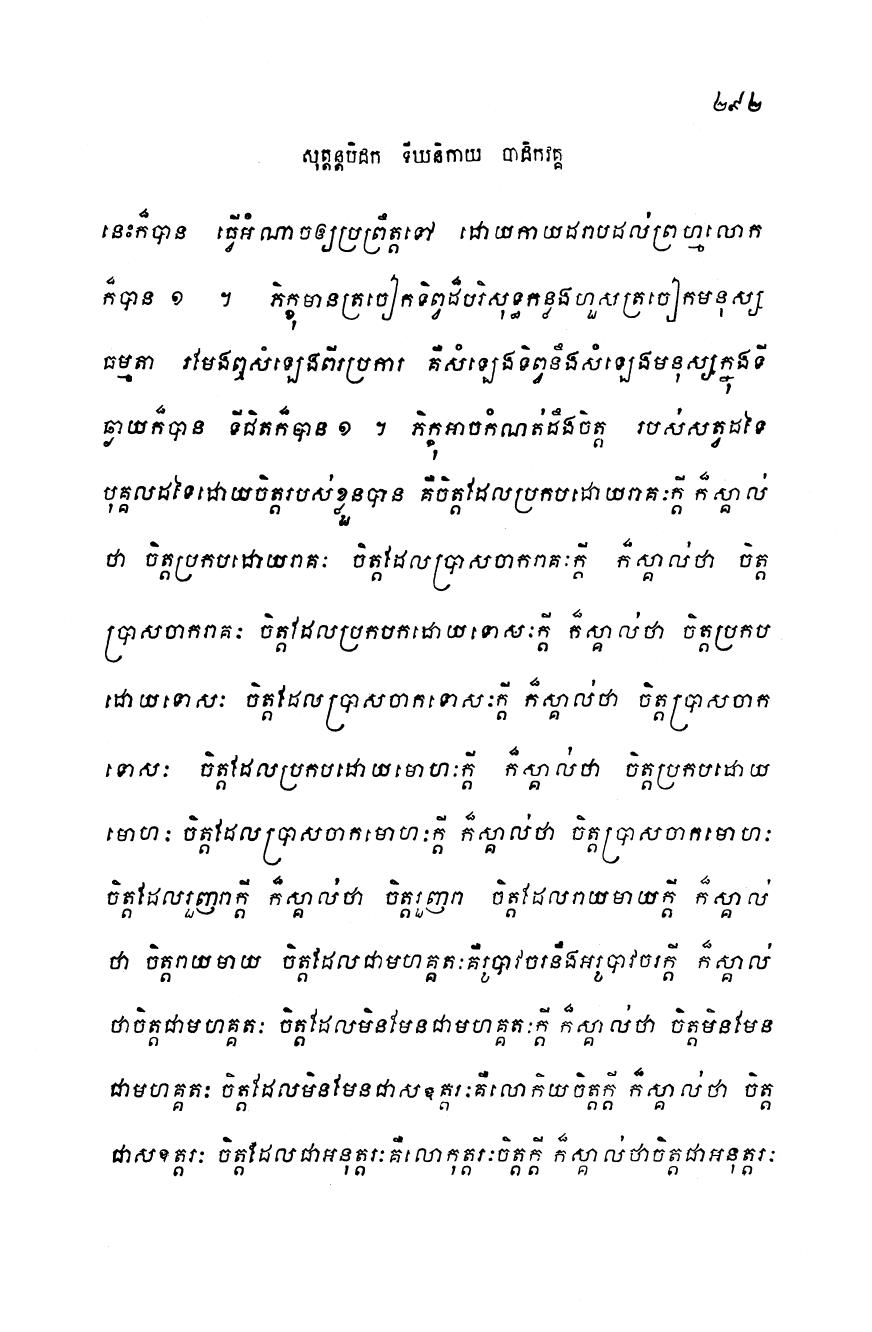 ២៩២
សុត្តន្តបិដក ទីឃនិកាយ បាដិកវគ្គ
នេះក៏បាន ធ្វើអំណាចឲ្យប្រព្រឹត្តទៅ ដោយកាយដរាបដល់ព្រហ្មលោក
ក៏បាន ១ ។ ភិក្ខុមានត្រចៀកទិព្វដ៏បរិសុទ្ធកន្លងហួសត្រចៀកមនុស្ស
ធម្មតា រមែងឮសំឡេងពីរប្រការ គឺសំឡេងទិព្វនឹងសំឡេងមនុស្សក្នុងទី
ឆ្ងាយក៏បាន ទីជិតក៏បាន ១ ។ ភិក្ខុអាចកំណត់ដឹងចិត្ត របស់សត្វដទៃ
បុគ្គលដទៃដោយចិត្តរបស់ខ្លួនបាន គឺចិត្តដែលប្រកបដោយរាគៈក្តី ក៏ស្គាល់
ថា ចិត្តប្រកបដោយរាគៈ ចិត្តដែលប្រាសចាករាគៈក្តី ក៏ស្គាល់ថា ចិត្ត
ប្រាសចាករាគៈ ចិត្តដែលប្រកបកដោយទោសៈក្តី ក៏ស្គាល់ថា ចិត្តប្រកប
ដោយទោសៈ ចិត្តដែលប្រាសចាកទោសៈក្តី ក៏ស្គាល់ថា ចិត្តប្រាសចាក
ទោសៈ ចិត្តដែលប្រកបដោយមោហៈក្តី ក៏ស្គាល់ថា ចិត្តប្រកបដោយ
មោហៈ ចិត្តដែលប្រាសចាកមោហៈក្តី ក៏ស្គាល់ថា ចិត្តប្រាសចាកមោហៈ
ចិត្តដែលរួញរាក្តី ក៏ស្គាល់ថា ចិត្តរួញរា ចិត្តដែលរាយមាយក្តី ក៏ស្គាល់
ថា ចិត្តរាយមាយ ចិត្តដែលជាមហគ្គតៈគឺរូបាវចរនឹងអរូបាវចរក្តី ក៏ស្គាល់
ថាចិត្តជាមហគ្គតៈ ចិត្តដែលមិនមែនជាមហគ្គតៈក្តី ក៏ស្គាល់ថា ចិត្តមិនមែន
ជាមហគ្គតៈ ចិត្តដែលមិនមែនជាសឧត្តរៈគឺលោកិយចិត្តក្តី ក៏ស្គាល់ថា ចិត្ត
ជាសឧត្តរៈ ចិត្តដែលជាអនុត្តរៈគឺលោកុត្តរៈចិត្តក្តី ក៏ស្គាល់ថាចិត្តជាអនុត្តរៈ